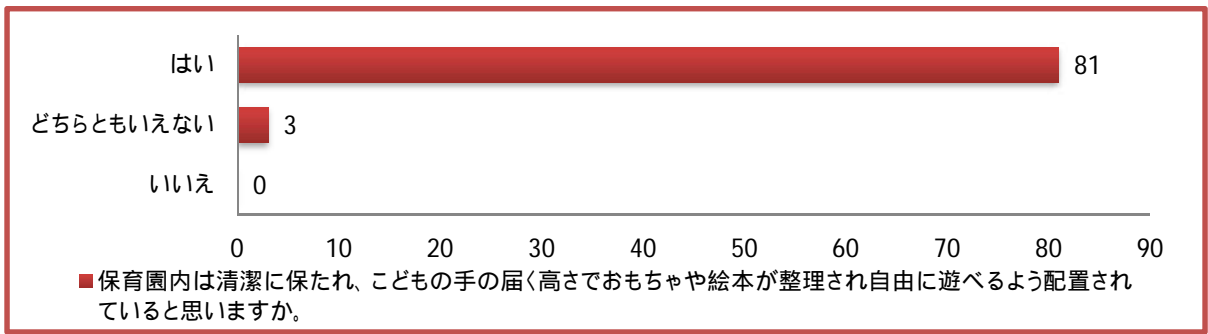 はい 81
どちらともいえない 3
いいえ 0
0 10 20 30 40 50 60 70 80 90
保育園内は清潔に保たれ、こどもの手の届く高さでおもちゃや絵本が整理され自由に遊べるよう配置され
ていると思いますか。